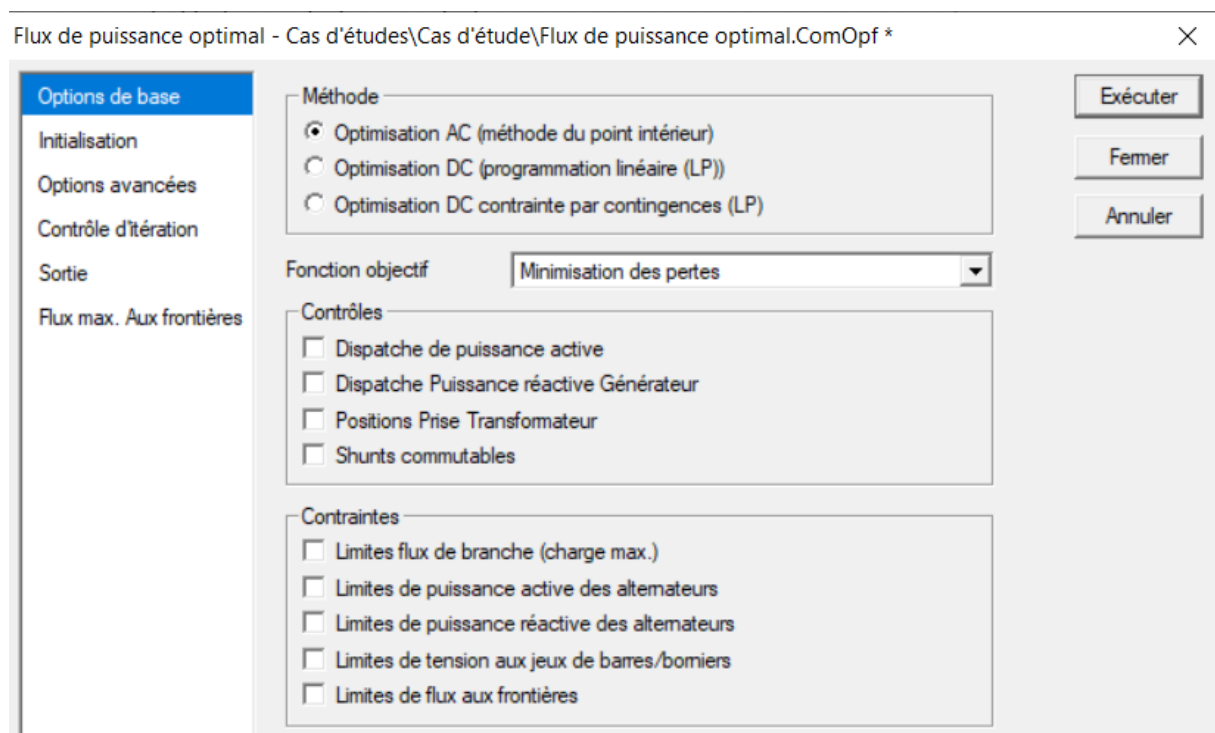 Flux de puissance optimal - Cas d'études\Cas d'étude\Flux de puissance optimal.ComOpf *
Options de base
Initialisation
Options avancées
Contrôle d'itération
Sortie
Flux max. Aux frontières
Méthode
Optimisation AC (méthode du point intérieur)
Optimisation DC (programmation linéaire (LP))
Optimisation DC contrainte par contingences (LP)
Fonction objectif
Minimisation des pertes
Contrôles
Dispatche de puissance active
Dispatche Puissance réactive Générateur
Positions Prise Transformateur
Shunts commutables
Contraintes
Limites flux de branche (charge max.)
Limites de puissance active des alternateurs
Limites de puissance réactive des alternateurs
Limites de tension aux jeux de barres/borniers
Limites de flux aux frontières
Exécuter
Fermer
Annuler